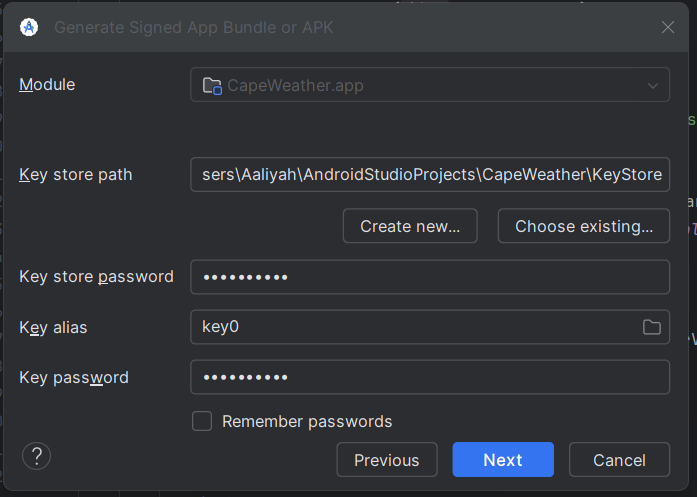 Generate Signed App Bundle or APK
Module
CapeWeather.app
Key store path
sers\Aaliyah\AndroidStudioProjects\CapeWeather\KeyStore
Create new...
Choose existing...
Key store password
••••••••••
Key alias
key0
Key password
••••••••••
Remember passwords
?
Previous
Next
Cancel